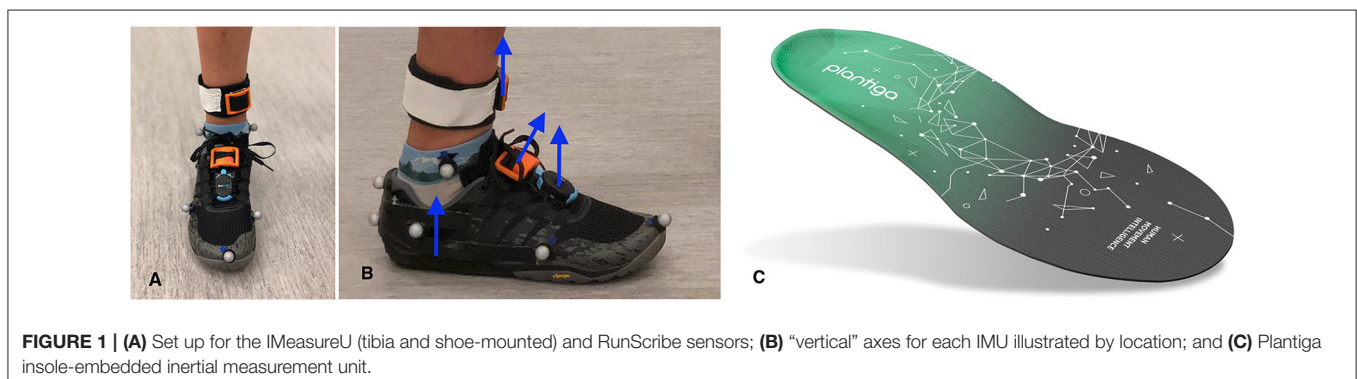 plantiga
HUMAN
MOVEMENT
INTELLIGENCE
A
B
C
FIGURE 1 | (A) Set up for the IMeasureU (tibia and shoe-mounted) and RunScribe sensors; (B) “vertical” axes for each IMU illustrated by location; and (C) Plantiga
insole-embedded inertial measurement unit.